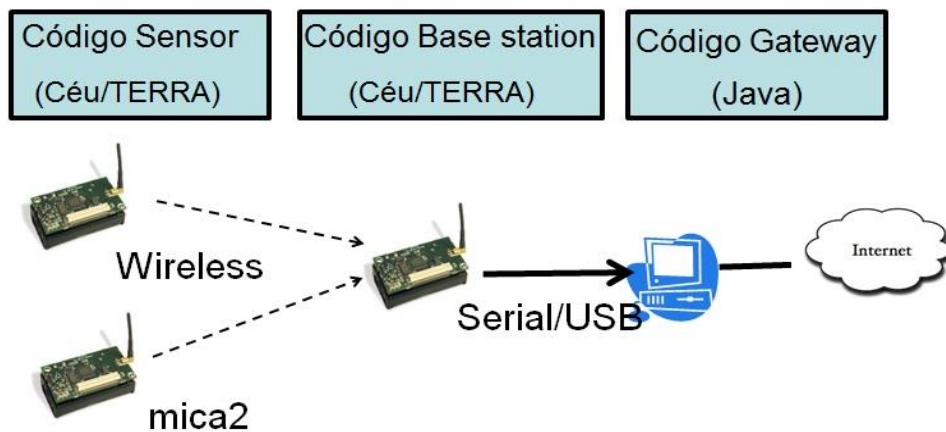 Código Sensor
(Céu/TERRA)
Código Base station
(Céu/TERRA)
Código Gateway
(Java)
Wireless
Serial/USB
Internet
mica2